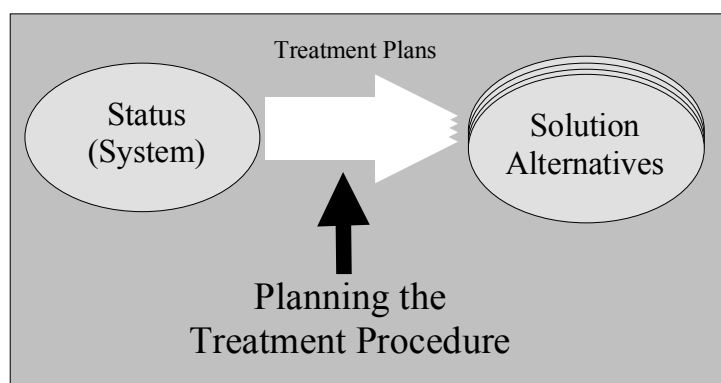 Treatment Plans
Status
(System)
Solution
Alternatives
Planning the
Treatment Procedure